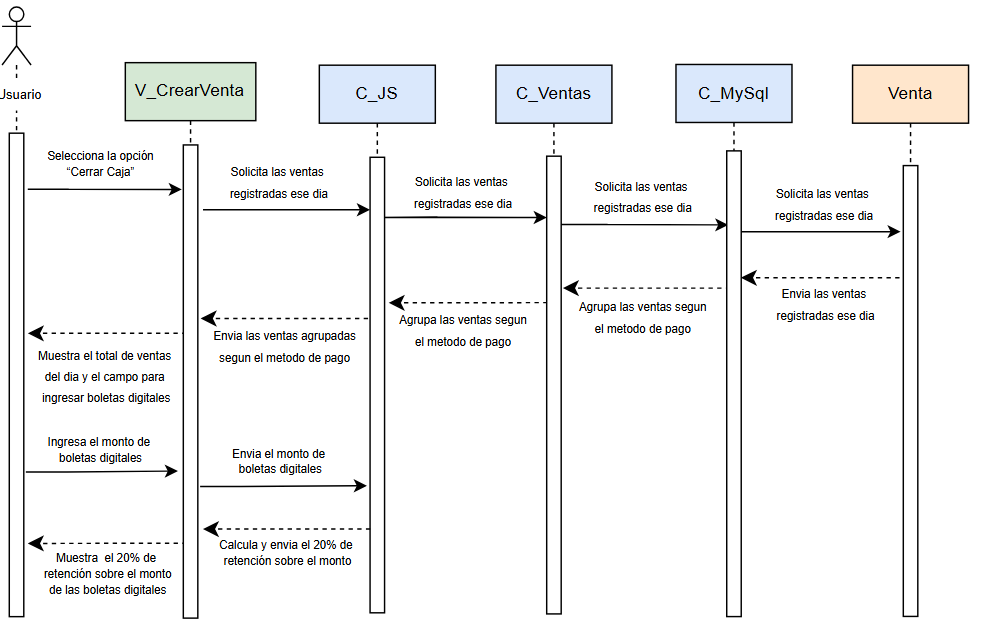 Usuario
V_CrearVenta
C_JS
C_Ventas
C_MySql
Venta
Selecciona la opción
“Cerrar Caja”
Solicita las ventas
registradas ese dia
Solicita las ventas
registradas ese dia
Solicita las ventas
registradas ese dia
Solicita las ventas
registradas ese dia
Envia las ventas
registradas ese dia
Agrupa las ventas segun
el metodo de pago
Agrupa las ventas segun
el metodo de pago
Envia las ventas agrupadas
segun el metodo de pago
Muestra el total de ventas
del dia y el campo para
ingresar boletas digitales
Ingresa el monto de
boletas digitales
Envia el monto de
boletas digitales
Calcula y envia el 20% de
retención sobre el monto
Muestra el 20% de
retención sobre el monto
de las boletas digitales